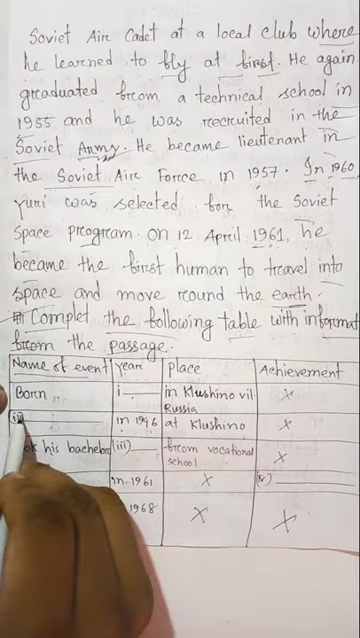 Soviet Air Cadet at a local club where
he learned to fly at first. He again
graduated from a technical school in
1955 and he was recruited in the
Soviet Army. He became lieutenant in
the Soviet Air Force in 1957. In 1960,
yuri was selected for the Soviet
Space program. On 12 April 1961, he
became the first human to travel into
space and move round the earth.
Complet the following table with informat
from the passage.
Name of event year place Achievement
Born i in Klushino vil Russia x
(ii) in 1946 at Klushino x
ok his bachelor (iii) from vocational school x
in-1961 x (iv)
1968 x x